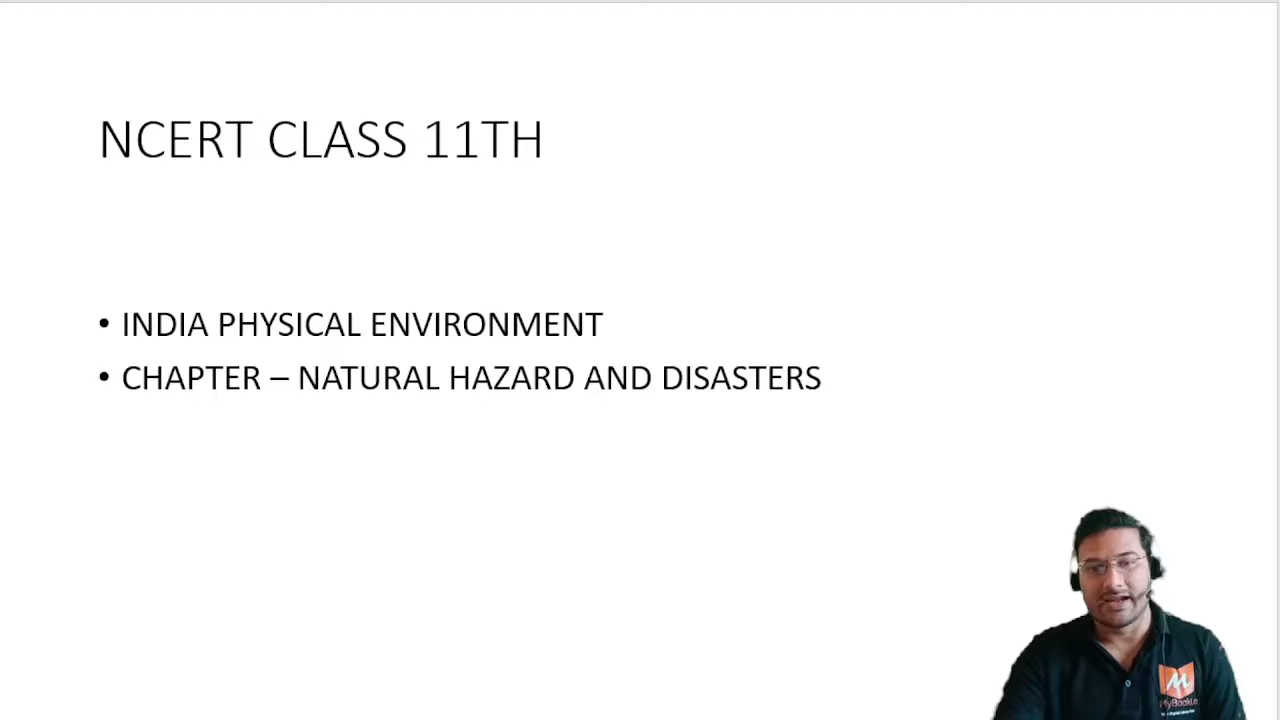 NCERT CLASS 11TH
• INDIA PHYSICAL ENVIRONMENT
• CHAPTER – NATURAL HAZARD AND DISASTERS
M